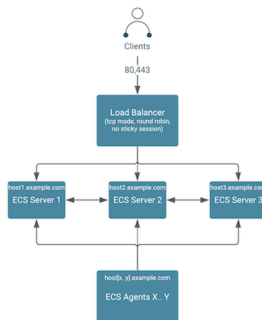 Clients
80,443
Load Balancer
(tcp mode, round robin,
no sticky session)
host1.example.com
ECS Server 1
host2.example.com
ECS Server 2
host3.example.com
ECS Server 3
host[x..y].example.com
ECS Agents X.. Y